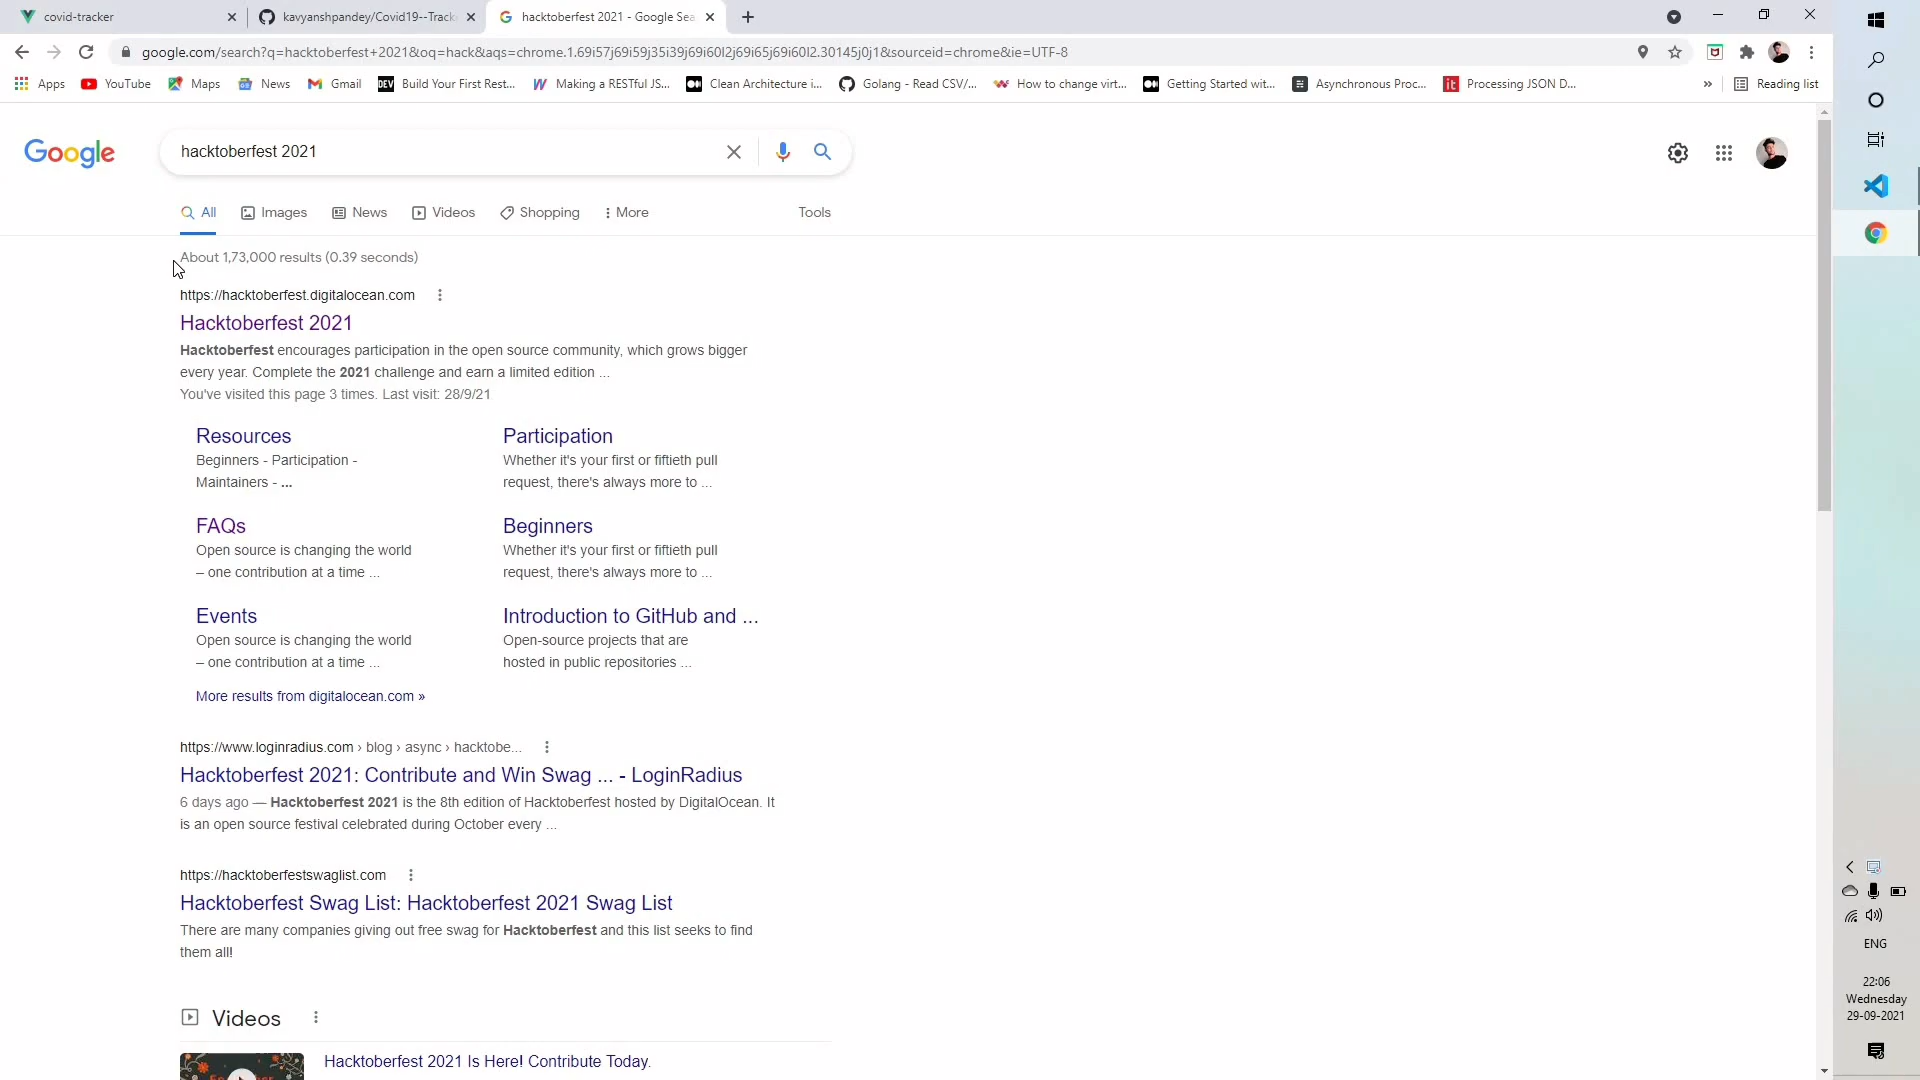 covid-tracker
kavyanshpandey/Covid19--Track
hacktoberfest 2021 - Google Sea
google.com/search?q=hacktoberfest+2021&oq=hack&aqs=chrome.1.69i57j69i59j35i39j69i60l2j69i65j69i60l2.30145j0j1&sourceid=chrome&ie=UTF-8
Apps
YouTube
Maps
News
Gmail
DEV Build Your First Rest...
Making a RESTful JS...
Clean Architecture i...
Golang - Read CSV/...
How to change virt...
Getting Started wit...
Asynchronous Proc...
it Processing JSON D...
»
Reading list
Google
hacktoberfest 2021
All
Images
News
Videos
Shopping
More
Tools
About 1,73,000 results (0.39 seconds)
https://hacktoberfest.digitalocean.com
Hacktoberfest 2021
Hacktoberfest encourages participation in the open source community, which grows bigger
every year. Complete the 2021 challenge and earn a limited edition ...
You've visited this page 3 times. Last visit: 28/9/21
Resources
Beginners - Participation -
Maintainers - ...
Participation
Whether it's your first or fiftieth pull
request, there's always more to ...
FAQs
Open source is changing the world
– one contribution at a time ...
Beginners
Whether it's your first or fiftieth pull
request, there's always more to ...
Events
Open source is changing the world
– one contribution at a time ...
Introduction to GitHub and ...
Open-source projects that are
hosted in public repositories ...
More results from digitalocean.com »
https://www.loginradius.com › blog › async › hacktobe...
Hacktoberfest 2021: Contribute and Win Swag ... - LoginRadius
6 days ago — Hacktoberfest 2021 is the 8th edition of Hacktoberfest hosted by DigitalOcean. It
is an open source festival celebrated during October every ...
https://hacktoberfestswaglist.com
Hacktoberfest Swag List: Hacktoberfest 2021 Swag List
There are many companies giving out free swag for Hacktoberfest and this list seeks to find
them all!
Videos
Hacktoberfest 2021 Is Here! Contribute Today.
ENG
22:06
Wednesday
29-09-2021